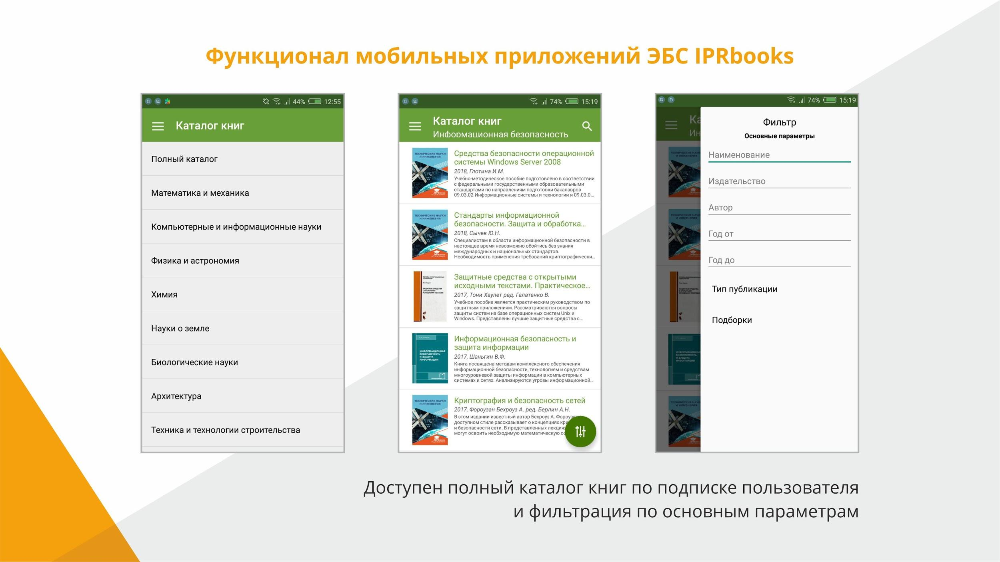 Функционал мобильных приложений ЭБС IPRbooks
44% 12:55
Каталог книг
Полный каталог
Математика и механика
Компьютерные и информационные науки
Физика и астрономия
Химия
Науки о земле
Биологические науки
Архитектура
Техника и технологии строительства
74% 15:19
Каталог книг
Информационная безопасность
ТЕХНИЧЕСКИЕ НАУКИ
И ИНЖЕНЕРИЯ
Средства безопасности операционной
системы Windows Server 2008
2018, Глотина И.М.
Учебно-методическое пособие подготовлено в соответствии
с федеральными государственными образовательными
стандартами по направлениям подготовки бакалавров
09.03.02 Информационные системы и технологии и 09.03.0...
ТЕХНИЧЕСКИЕ НАУКИ
И ИНЖЕНЕРИЯ
Стандарты информационной
безопасности. Защита и обработка...
2018, Сычев Ю.Н.
Специалистам в области информационной безопасности в
настоящее время невозможно обойтись без знания
международных и национальных стандартов.
Необходимость применения требований криптографически...
ЗАЩИТНЫЕ СРЕДСТВА
С ОТКРЫТЫМИ
ИСХОДНЫМИ ТЕКСТАМИ
Защитные средства с открытыми
исходными текстами. Практическое...
2017, Тони Хаулет ред. Галатенко В.
Учебное пособие является практическим руководством по
защитным приложениям. Рассматриваются вопросы
защиты систем на базе операционных систем Unix и
Windows. Представлены лучшие защитные средства с...
ИНФОРМАЦИОННАЯ
БЕЗОПАСНОСТЬ
И ЗАЩИТА
ИНФОРМАЦИИ
Информационная безопасность и
защита информации
2017, Шаньгин В.Ф.
Книга посвящена методам комплексного обеспечения
информационной безопасности, технологиям и средствам
многоуровневой защиты информации в компьютерных
системах и сетях. Анализируются угрозы информационной...
ТЕХНИЧЕСКИЕ НАУКИ
И ИНЖЕНЕРИЯ
Криптография и безопасность сетей
2017, Фороузан Бехроуз А. ред. Берлин А.Н.
В этом издании известный автор Бехроуз А. Фороузан
доступном стиле рассказывает о концепциях кри
и безопасности сети. В представленных лекциях
могут освоить необходимую математическую ос
74% 15:19
Ка
Ин
Фильтр
Основные параметры
Наименование
Издательство
Автор
Год от
Год до
Тип публикации
Подборки
Доступен полный каталог книг по подписке пользователя
и фильтрация по основным параметрам